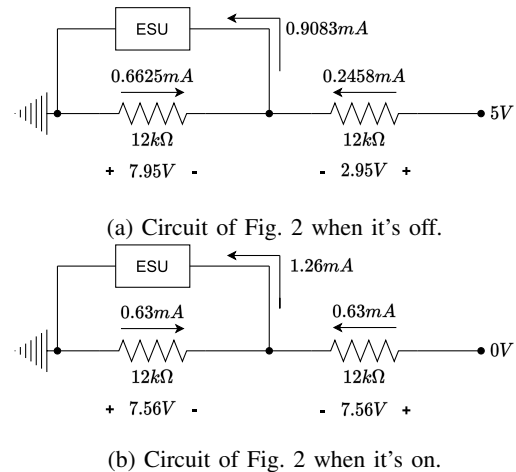 ESU
0.9083mA
0.6625mA
0.2458mA
5V
12kΩ
12kΩ
+ 7.95V -
- 2.95V +
(a) Circuit of Fig. 2 when it's off.
ESU
1.26mA
0.63mA
0.63mA
0V
12kΩ
12kΩ
+ 7.56V -
- 7.56V +
(b) Circuit of Fig. 2 when it's on.